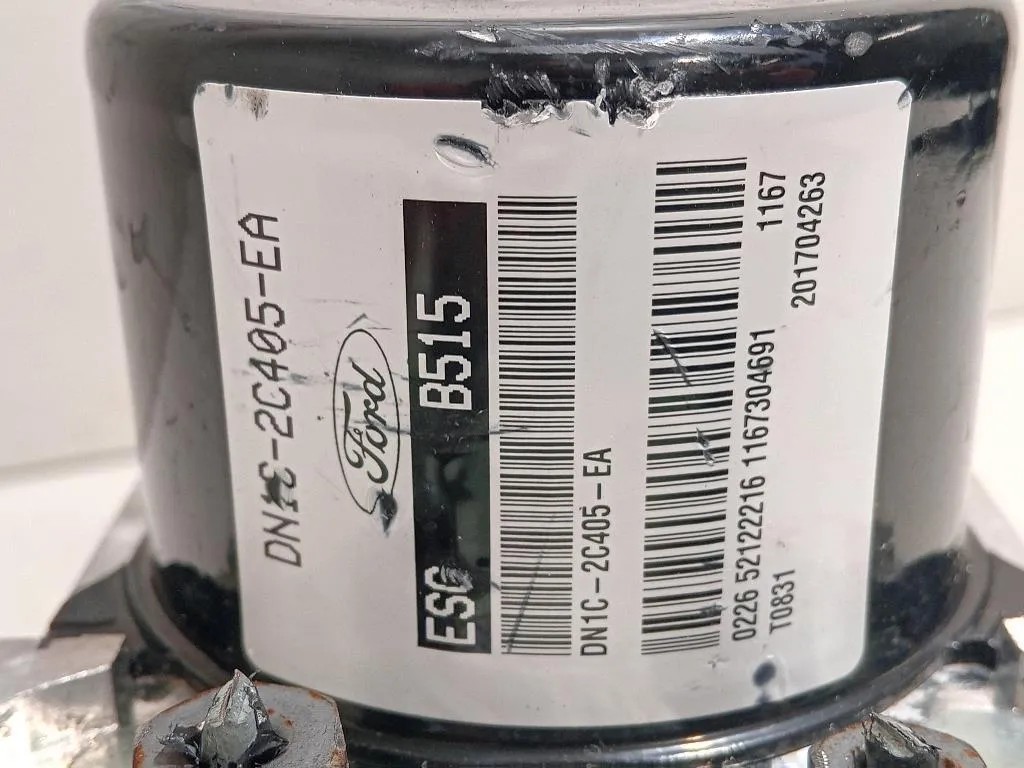 DN1C-2C405-EA
Ford
ESC B515
DN1C-2C405-EA
1167
0226 52122216 1167304691
T0831 201704263